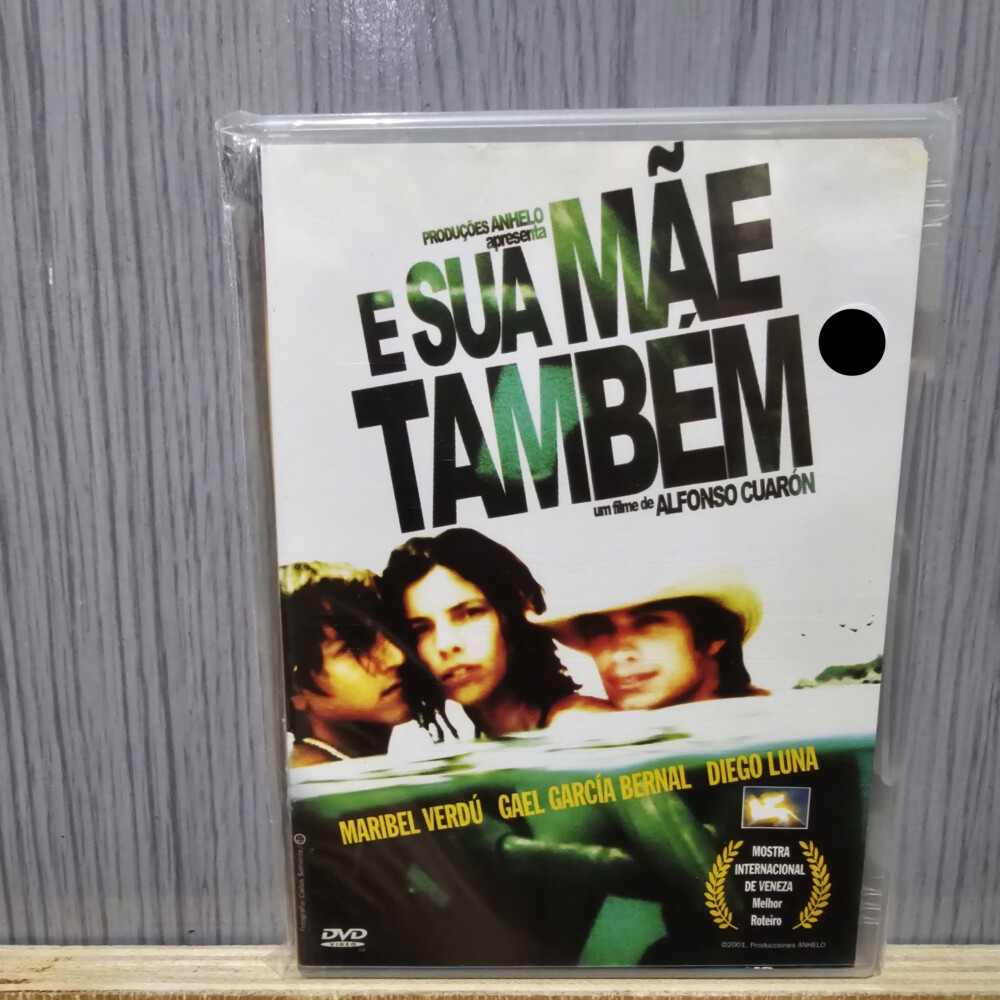 PRODUÇÕES ANHELO
apresenta
E SUA MÃE
TAMBÉM
um filme de ALFONSO CUARÓN
MARIBEL VERDÚ GAEL GARCÍA BERNAL DIEGO LUNA
MOSTRA
INTERNACIONAL
DE VENEZA
Melhor
Roteiro
DVD
VIDEO
©2001, Producciones ANHELO